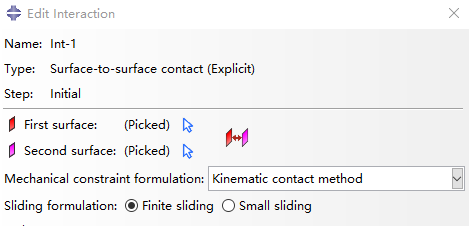 Edit Interaction
Name: Int-1
Type: Surface-to-surface contact (Explicit)
Step: Initial
First surface: (Picked)
Second surface: (Picked)
Mechanical constraint formulation: Kinematic contact method
Sliding formulation: Finite sliding Small sliding